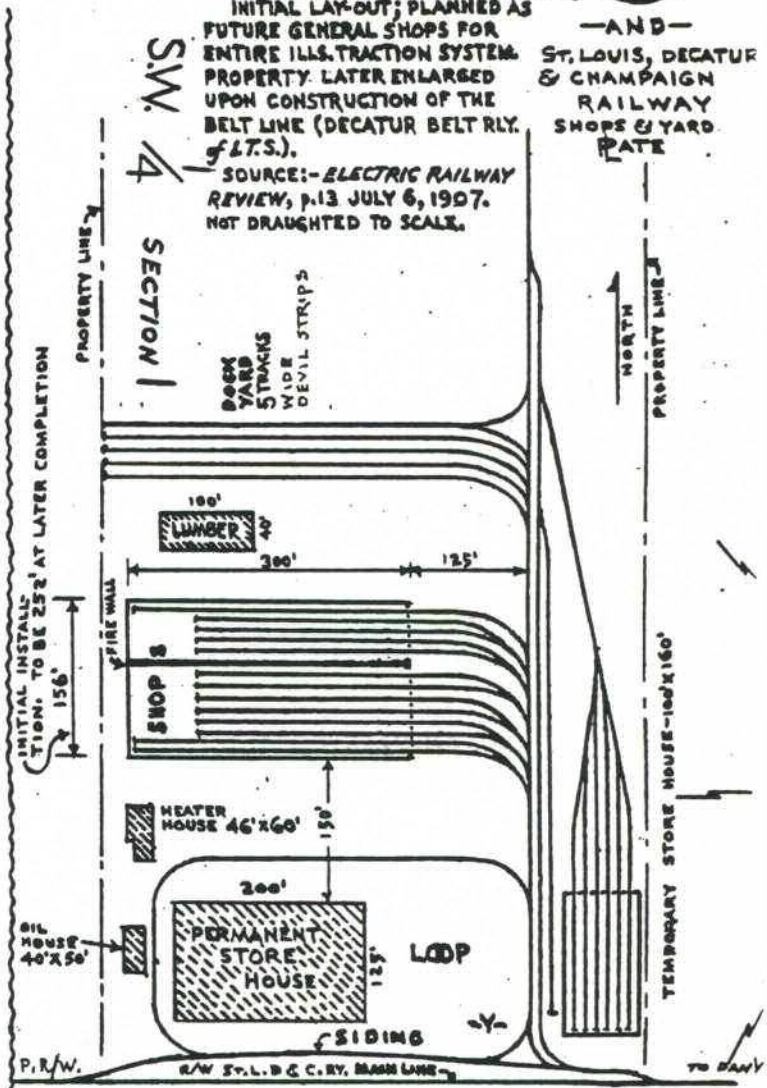 INITIAL LAY-OUT; PLANNED AS
FUTURE GENERAL SHOPS FOR
ENTIRE ILLS. TRACTION SYSTEM
PROPERTY. LATER ENLARGED
UPON CONSTRUCTION OF THE
BELT LINE (DECATUR BELT RLY.
of I.T.S.).
SOURCE:- ELECTRIC RAILWAY
REVIEW, p.13 JULY 6, 1907.
NOT DRAUGHTED TO SCALE.
—AND—
ST. LOUIS, DECATUR
& CHAMPAIGN
RAILWAY
SHOPS & YARD
PLATE
S.W. 1/4 SECTION 1
PROPERTY LINE
YARD
5 TRACKS
WIDE
DEVIL STRIPS
NORTH
PROPERTY LINE
100'
LUMBER
40'
300'
125'
FIRE WALL
SHOPS
INITIAL INSTALL-
TION. TO BE 252' AT LATER COMPLETION
156'
150'
HEATER
HOUSE 46'X60'
200'
PERMANENT
STORE
HOUSE
125'
LOOP
OIL
HOUSE
40'X50'
-Y-
SIDING
P.R/W.
R/W ST.L.D & C.RY. MAIN LINE
TEMPORARY STORE HOUSE-100'X160'
TO DANV